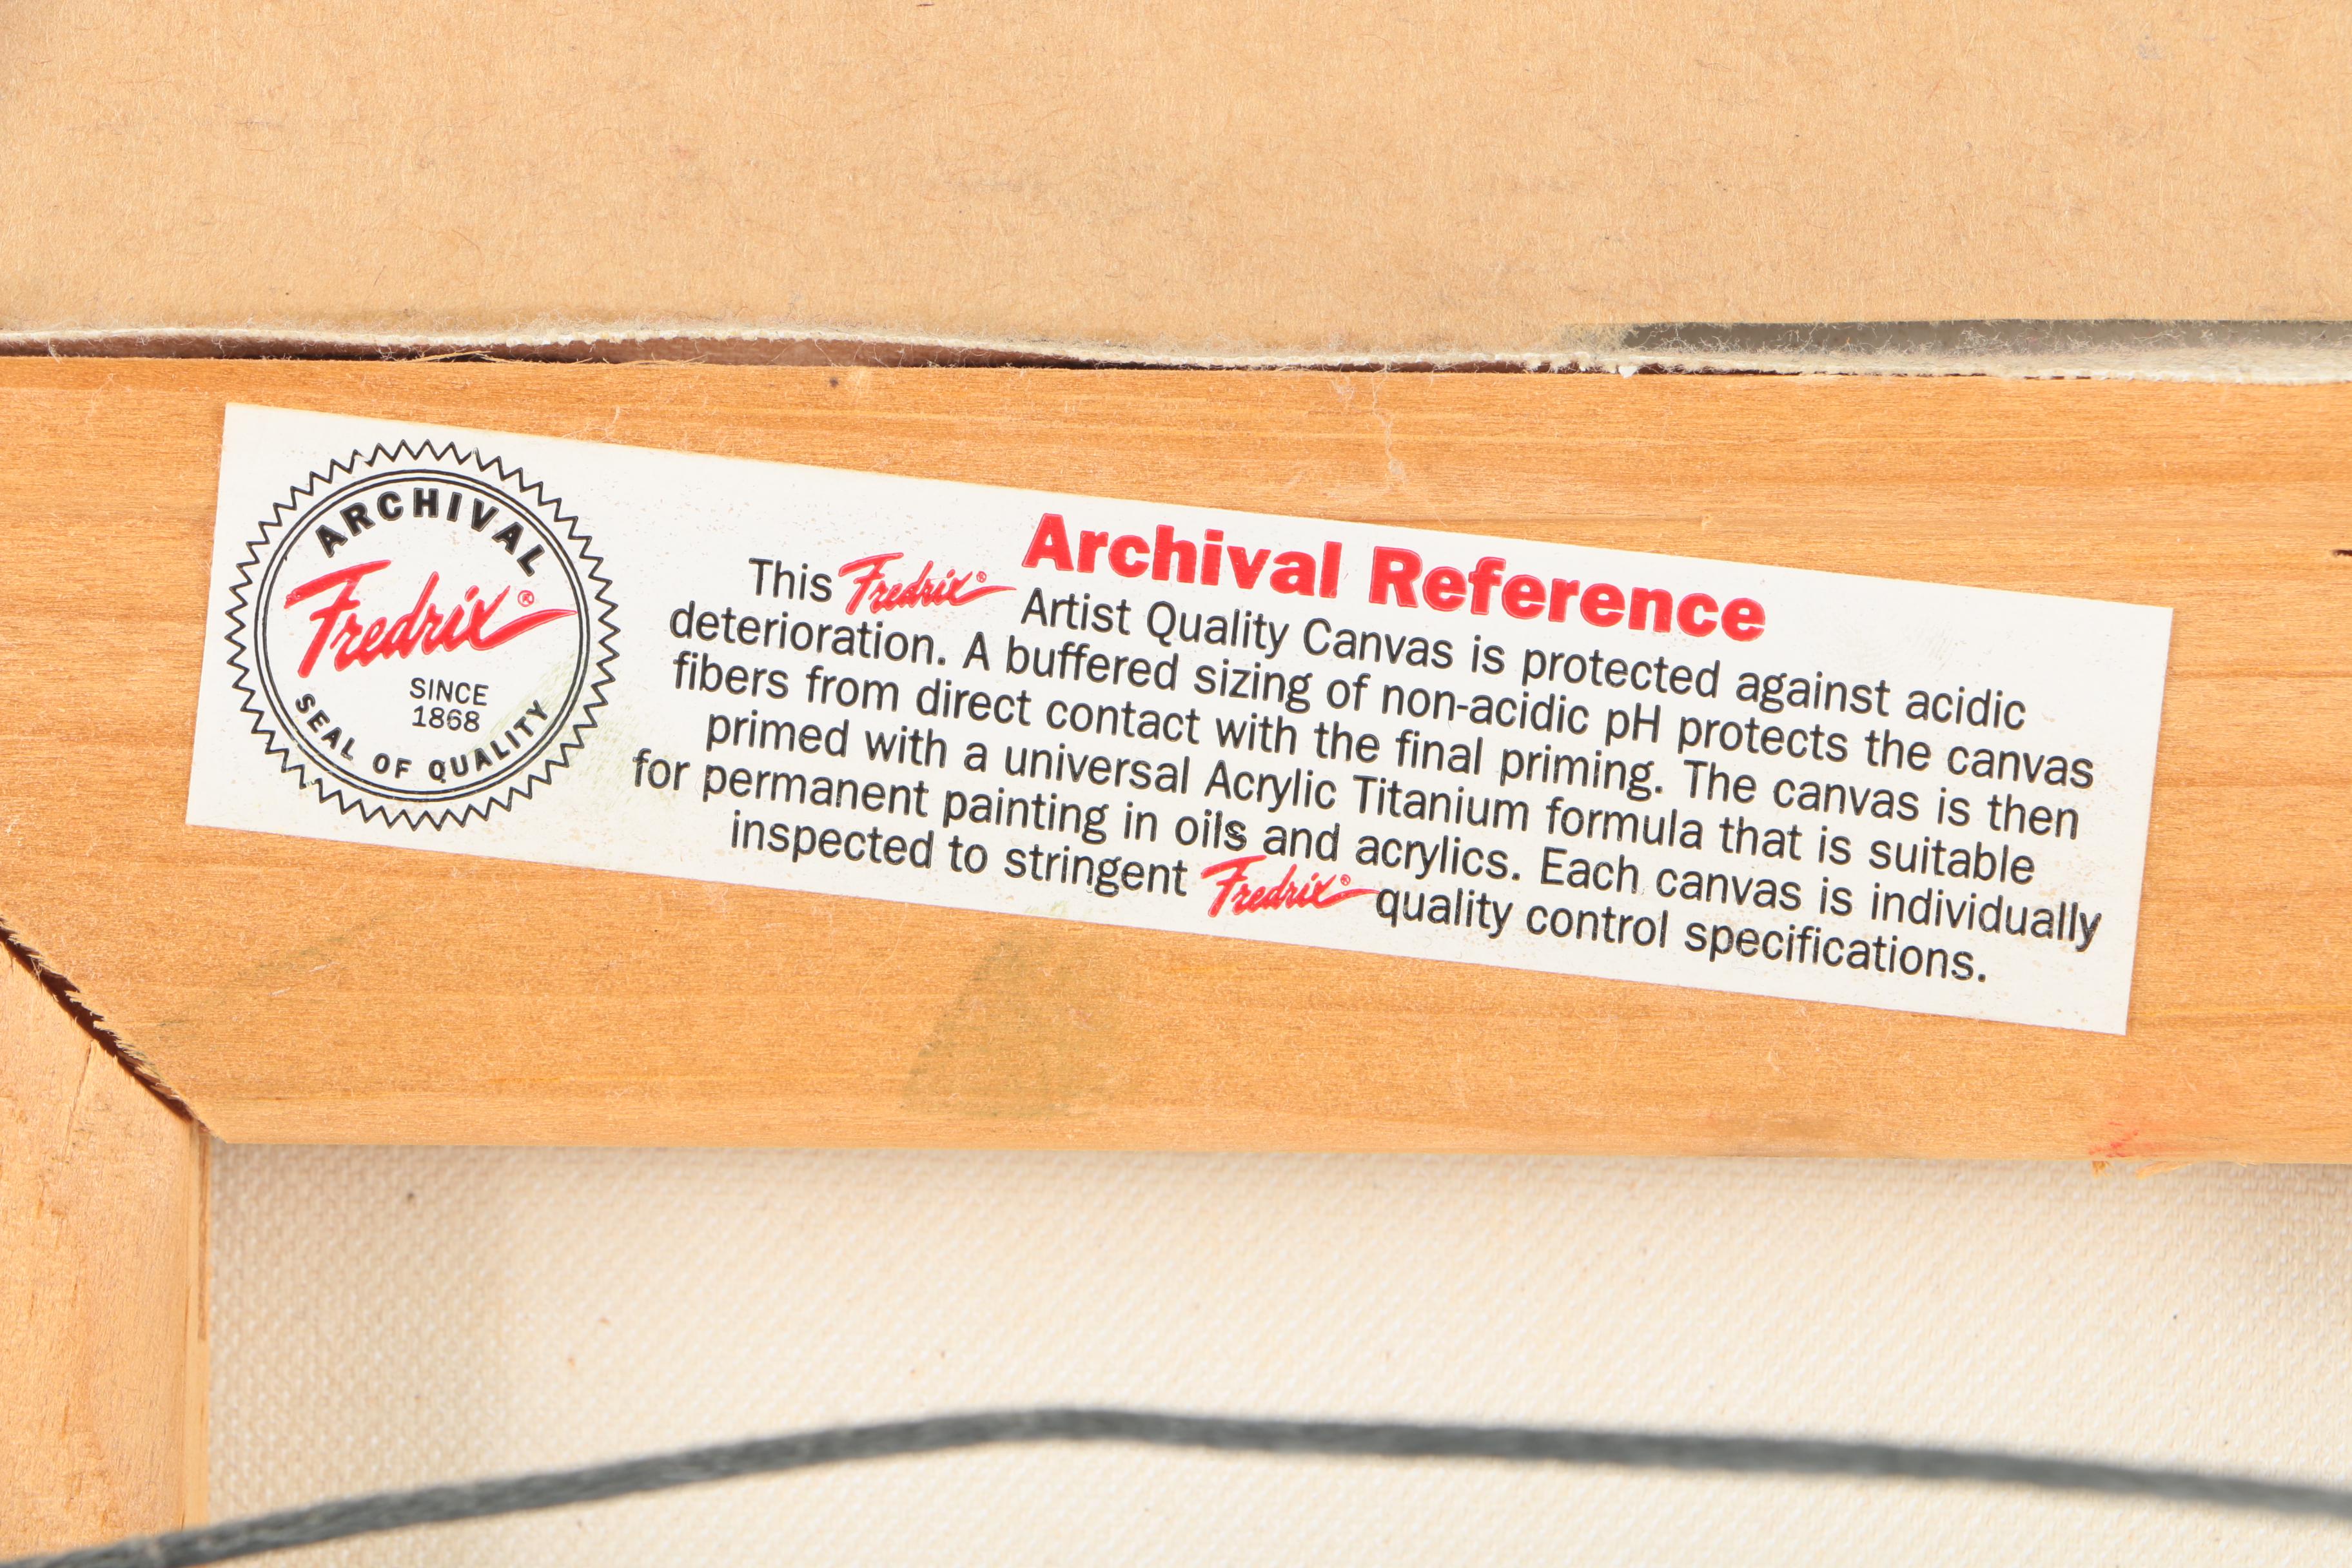 ARCHIVAL
Fredrix®
SINCE
1868
SEAL OF QUALITY
Archival Reference
This Fredrix® Artist Quality Canvas is protected against acidic
deterioration. A buffered sizing of non-acidic pH protects the canvas
fibers from direct contact with the final priming. The canvas is then
primed with a universal Acrylic Titanium formula that is suitable
for permanent painting in oils and acrylics. Each canvas is individually
inspected to stringent Fredrix® quality control specifications.